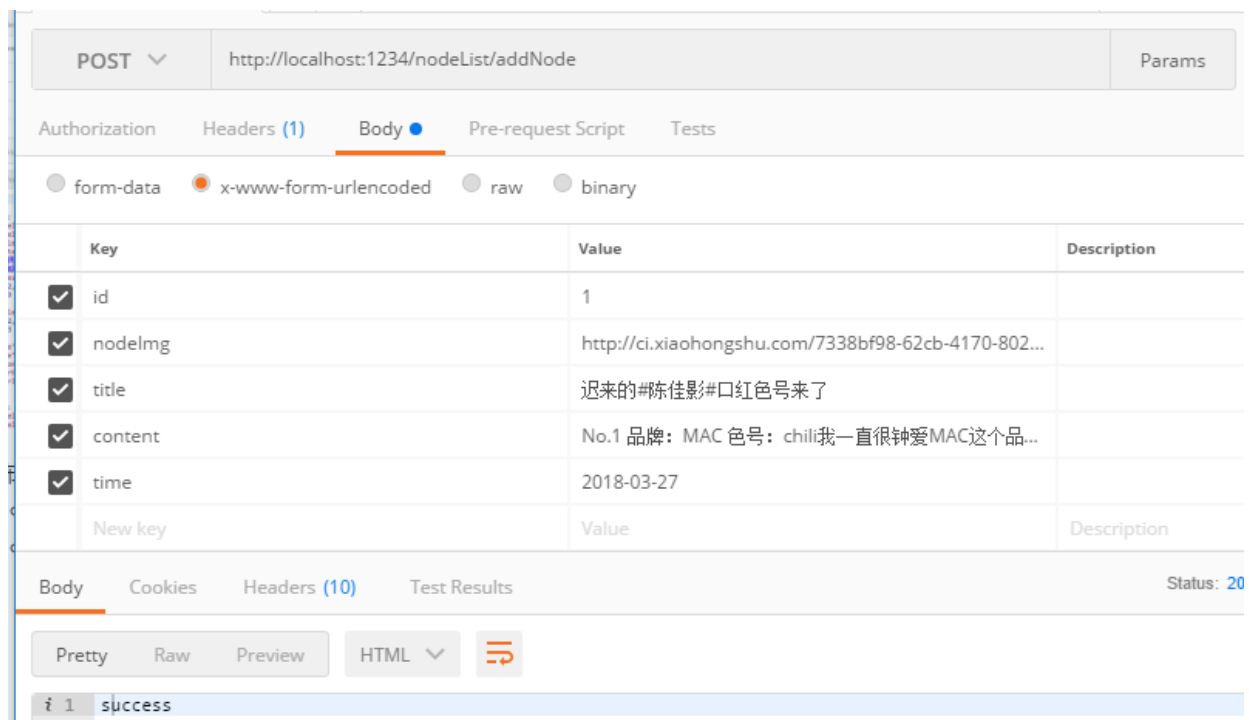 POST http://localhost:1234/nodeList/addNode Params
Authorization Headers (1) Body Pre-request Script Tests
form-data x-www-form-urlencoded raw binary
Key Value Description
id 1
nodeImg http://ci.xiaohongshu.com/7338bf98-62cb-4170-802...
title 迟来的#陈佳影#口红色号来了
content No.1 品牌：MAC 色号：chili我一直很钟爱MAC这个品...
time 2018-03-27
New key Value Description
Body Cookies Headers (10) Test Results Status: 20
Pretty Raw Preview HTML
i 1 success